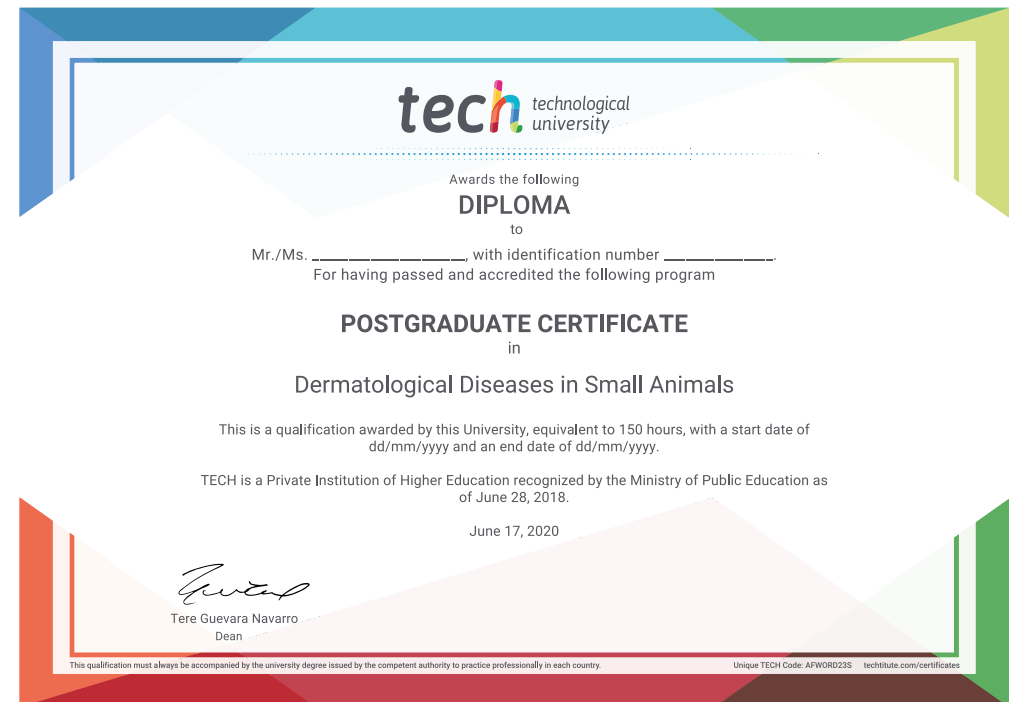 tech technological
university
Awards the following
DIPLOMA
to
Mr./Ms. ___________________, with identification number _____________.
For having passed and accredited the following program
POSTGRADUATE CERTIFICATE
in
Dermatological Diseases in Small Animals
This is a qualification awarded by this University, equivalent to 150 hours, with a start date of
dd/mm/yyyy and an end date of dd/mm/yyyy.
TECH is a Private Institution of Higher Education recognized by the Ministry of Public Education as
of June 28, 2018.
June 17, 2020
Tere Guevara Navarro
Dean
This qualification must always be accompanied by the university degree issued by the competent authority to practice professionally in each country.
Unique TECH Code: AFWORD23S techtitute.com/certificates